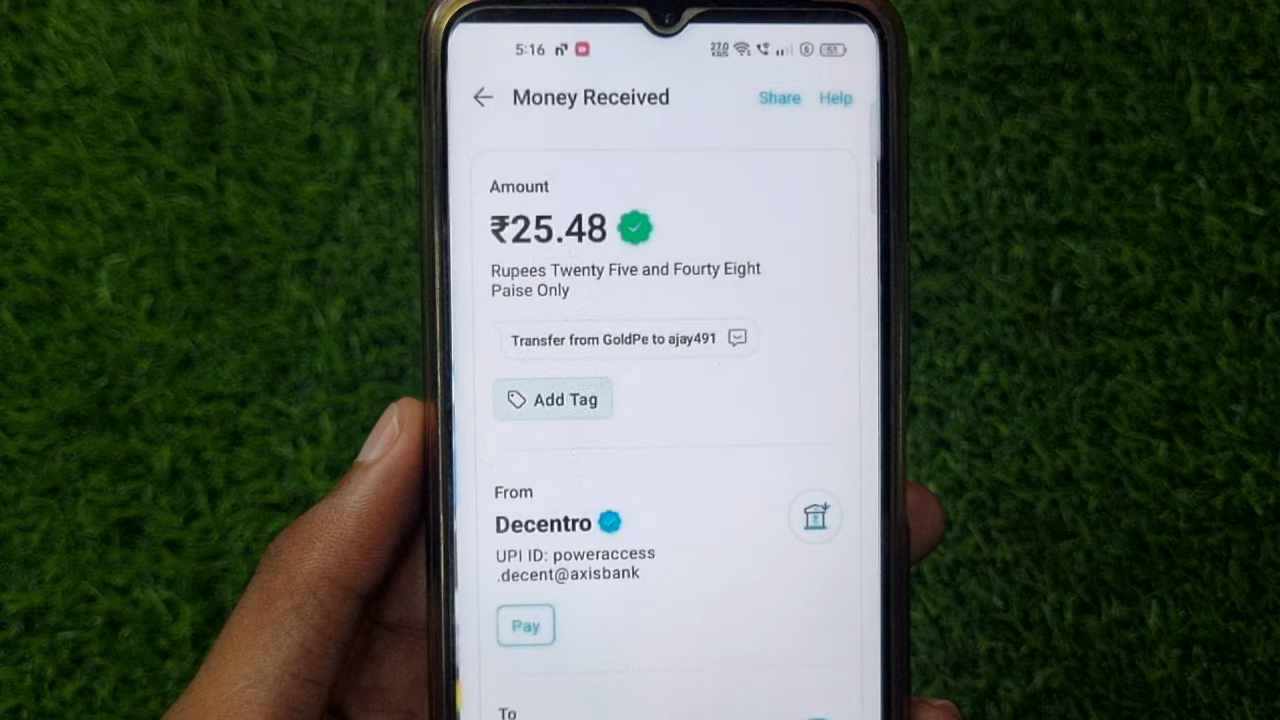 5:16
Money Received
Share
Help
Amount
₹25.48
Rupees Twenty Five and Fourty Eight
Paise Only
Transfer from GoldPe to ajay491
Add Tag
From
Decentro
UPI ID: poweraccess
.decent@axisbank
Pay
To